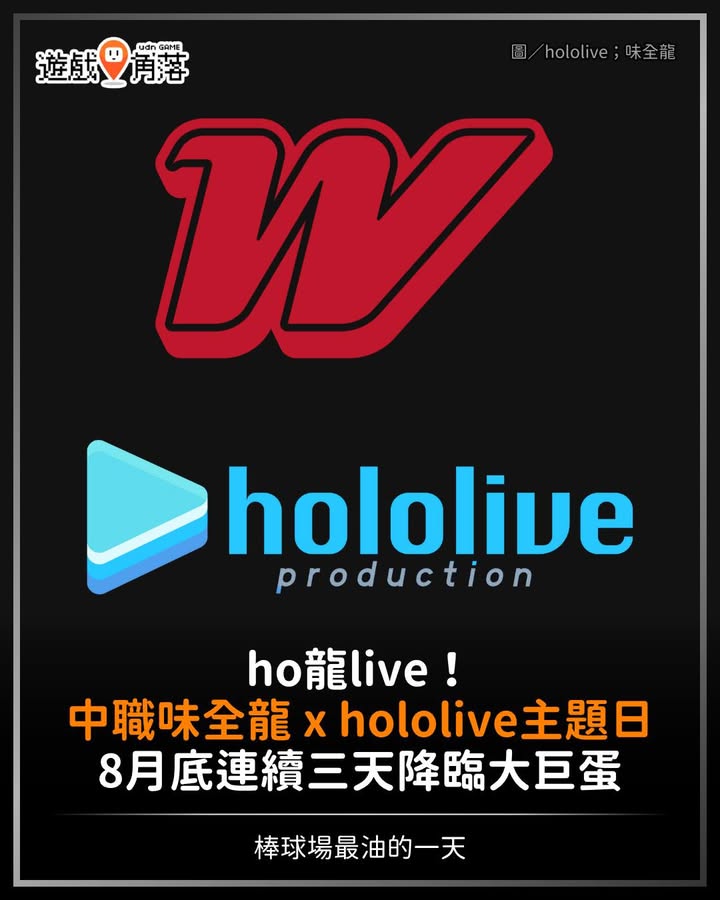 遊戲角落
udn GAME
圖／hololive；味全龍
W
hololive
production
ho龍live！
中職味全龍 x hololive主題日
8月底連續三天降臨大巨蛋
棒球場最油的一天